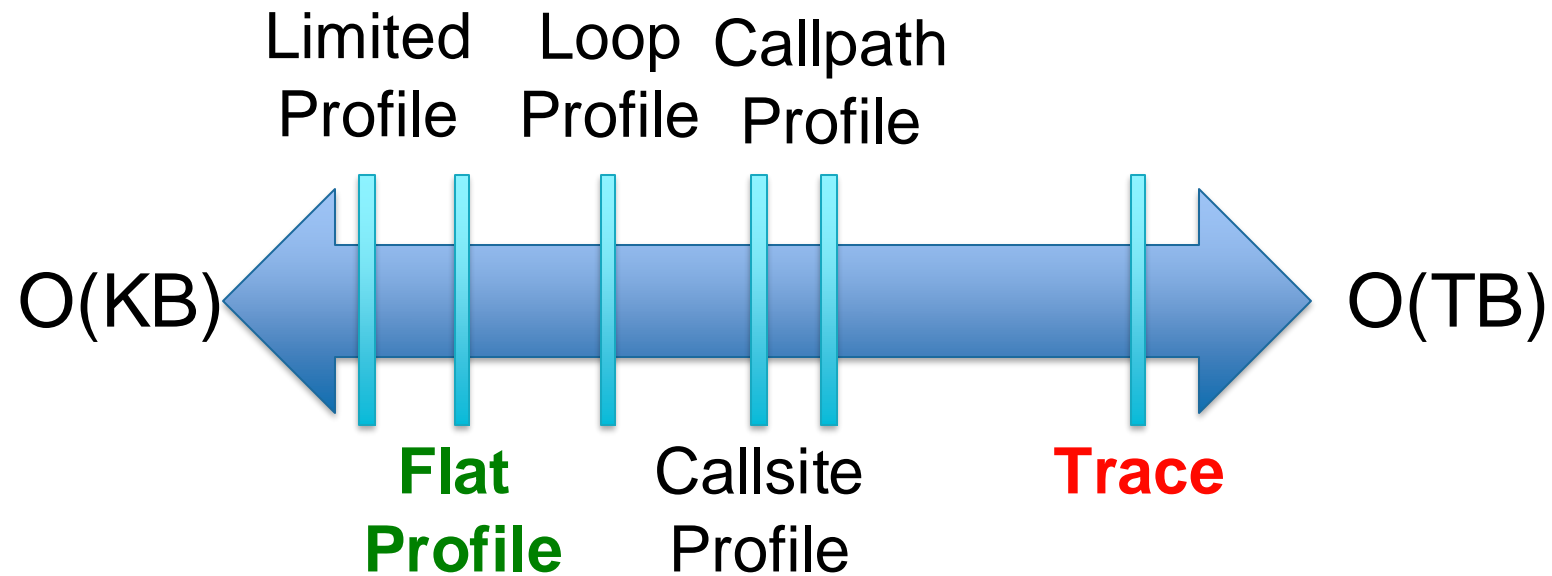 Limited
Profile
Loop
Profile
Callpath
Profile
O(KB)
O(TB)
Flat
Profile
Callsite
Profile
Trace